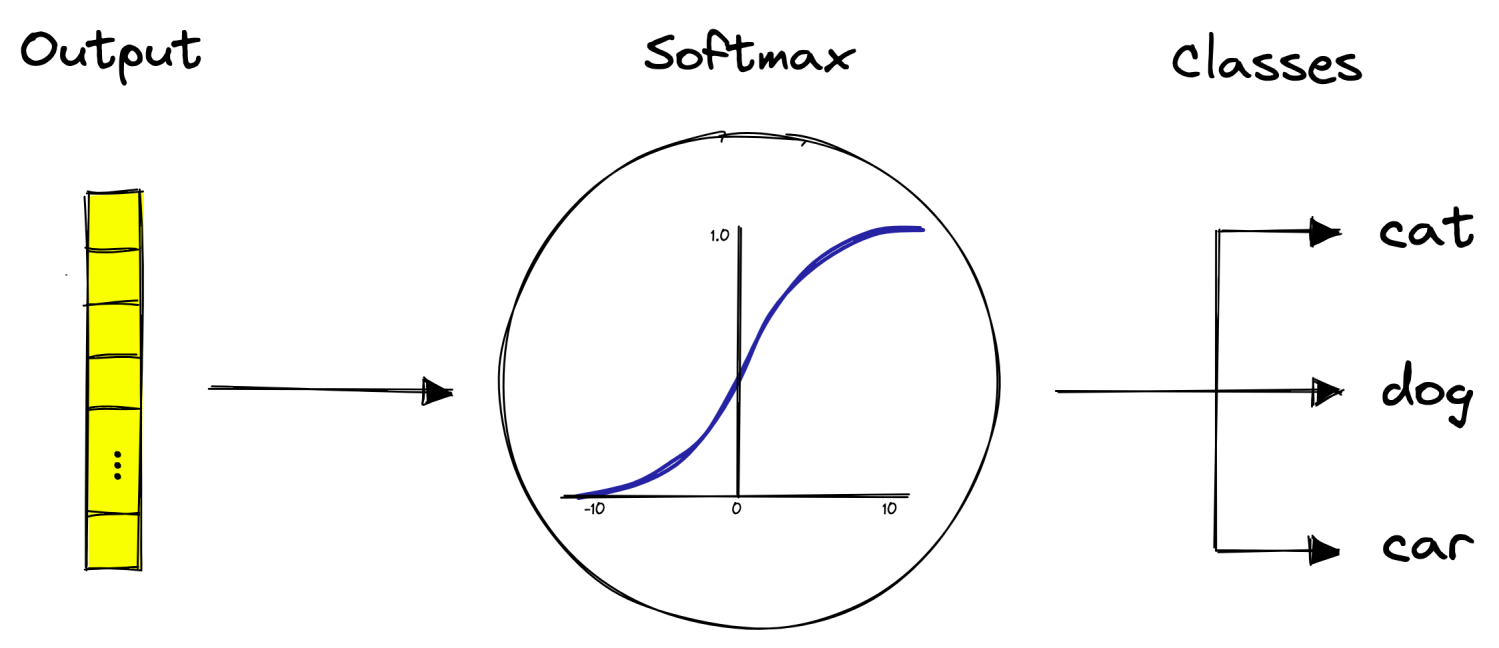 Output
Softmax
Classes
1.0
-10
0
10
...
cat
dog
car